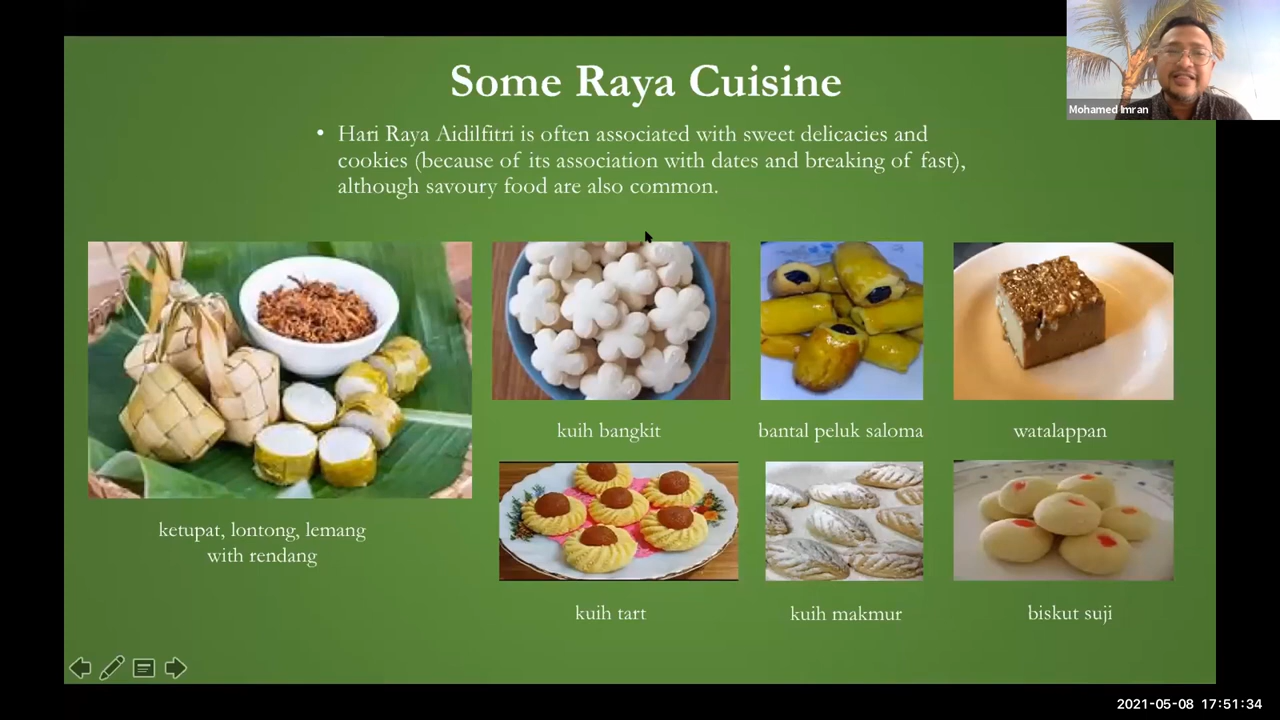 Some Raya Cuisine
• Hari Raya Aidilfitri is often associated with sweet delicacies and
cookies (because of its association with dates and breaking of fast),
although savoury food are also common.
Mohamed Imran
kuih bangkit
bantal peluk saloma
watalappan
ketupat, lontong, lemang
with rendang
kuih tart
kuih makmur
biskut suji
2021-05-08 17:51:34